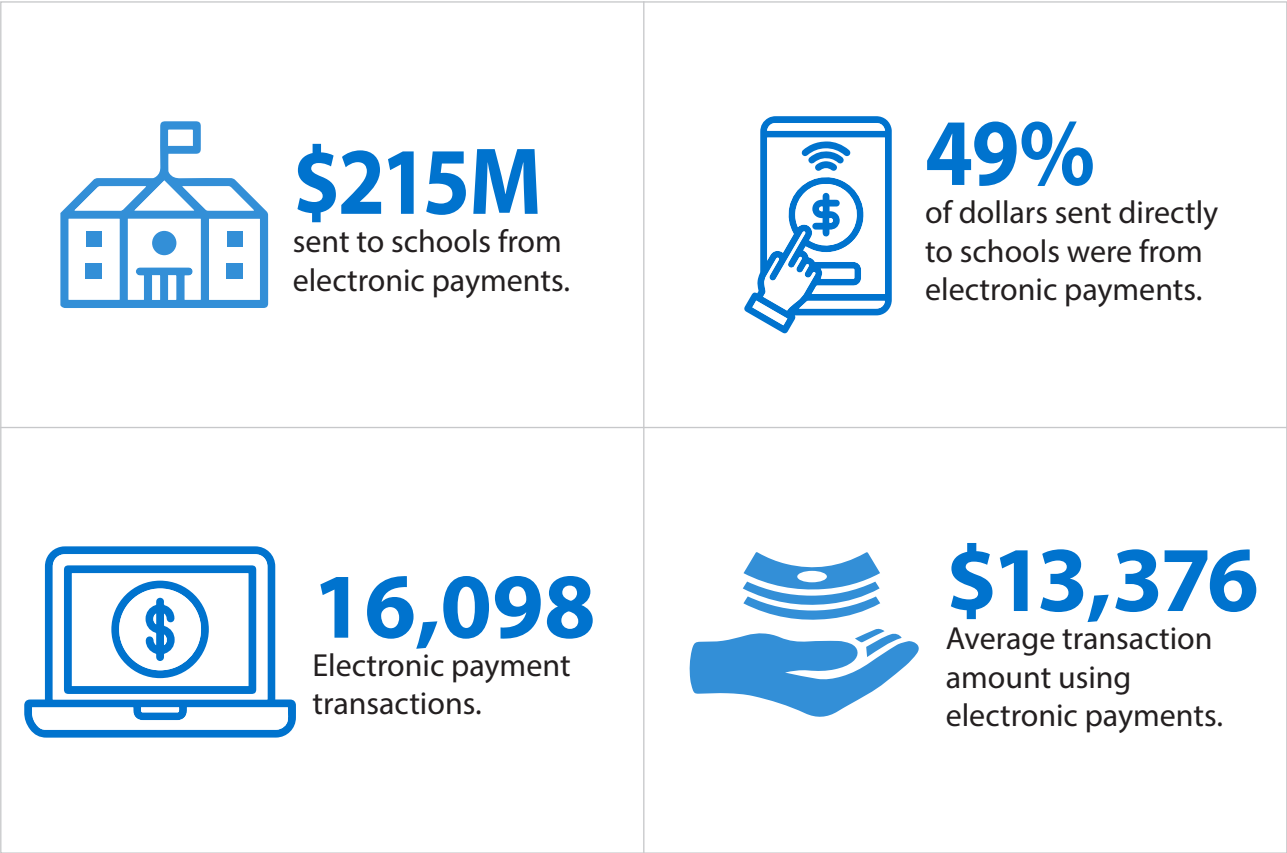 $215M
sent to schools from
electronic payments.
49%
of dollars sent directly
to schools were from
electronic payments.
16,098
Electronic payment
transactions.
$13,376
Average transaction
amount using
electronic payments.